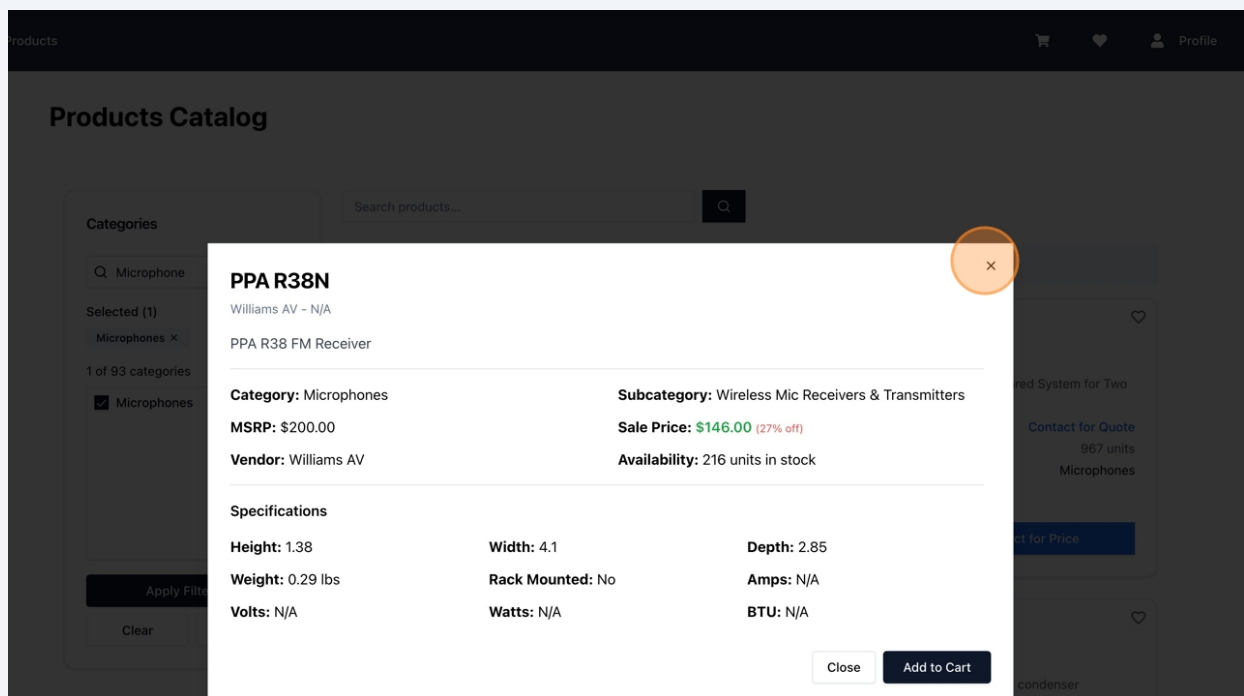 Products
Profile
Products Catalog
Search products...
Categories
Microphone
Selected (1)
Microphones ×
1 of 93 categories
Microphones
Apply Filte
Clear
×
PPA R38N
Williams AV - N/A
PPA R38 FM Receiver
Category: Microphones
Subcategory: Wireless Mic Receivers & Transmitters
MSRP: $200.00
Sale Price: $146.00 (27% off)
Vendor: Williams AV
Availability: 216 units in stock
Specifications
Height: 1.38
Width: 4.1
Depth: 2.85
Weight: 0.29 lbs
Rack Mounted: No
Amps: N/A
Volts: N/A
Watts: N/A
BTU: N/A
Close
Add to Cart
red System for Two
Contact for Quote
967 units
Microphones
ct for Price
condenser